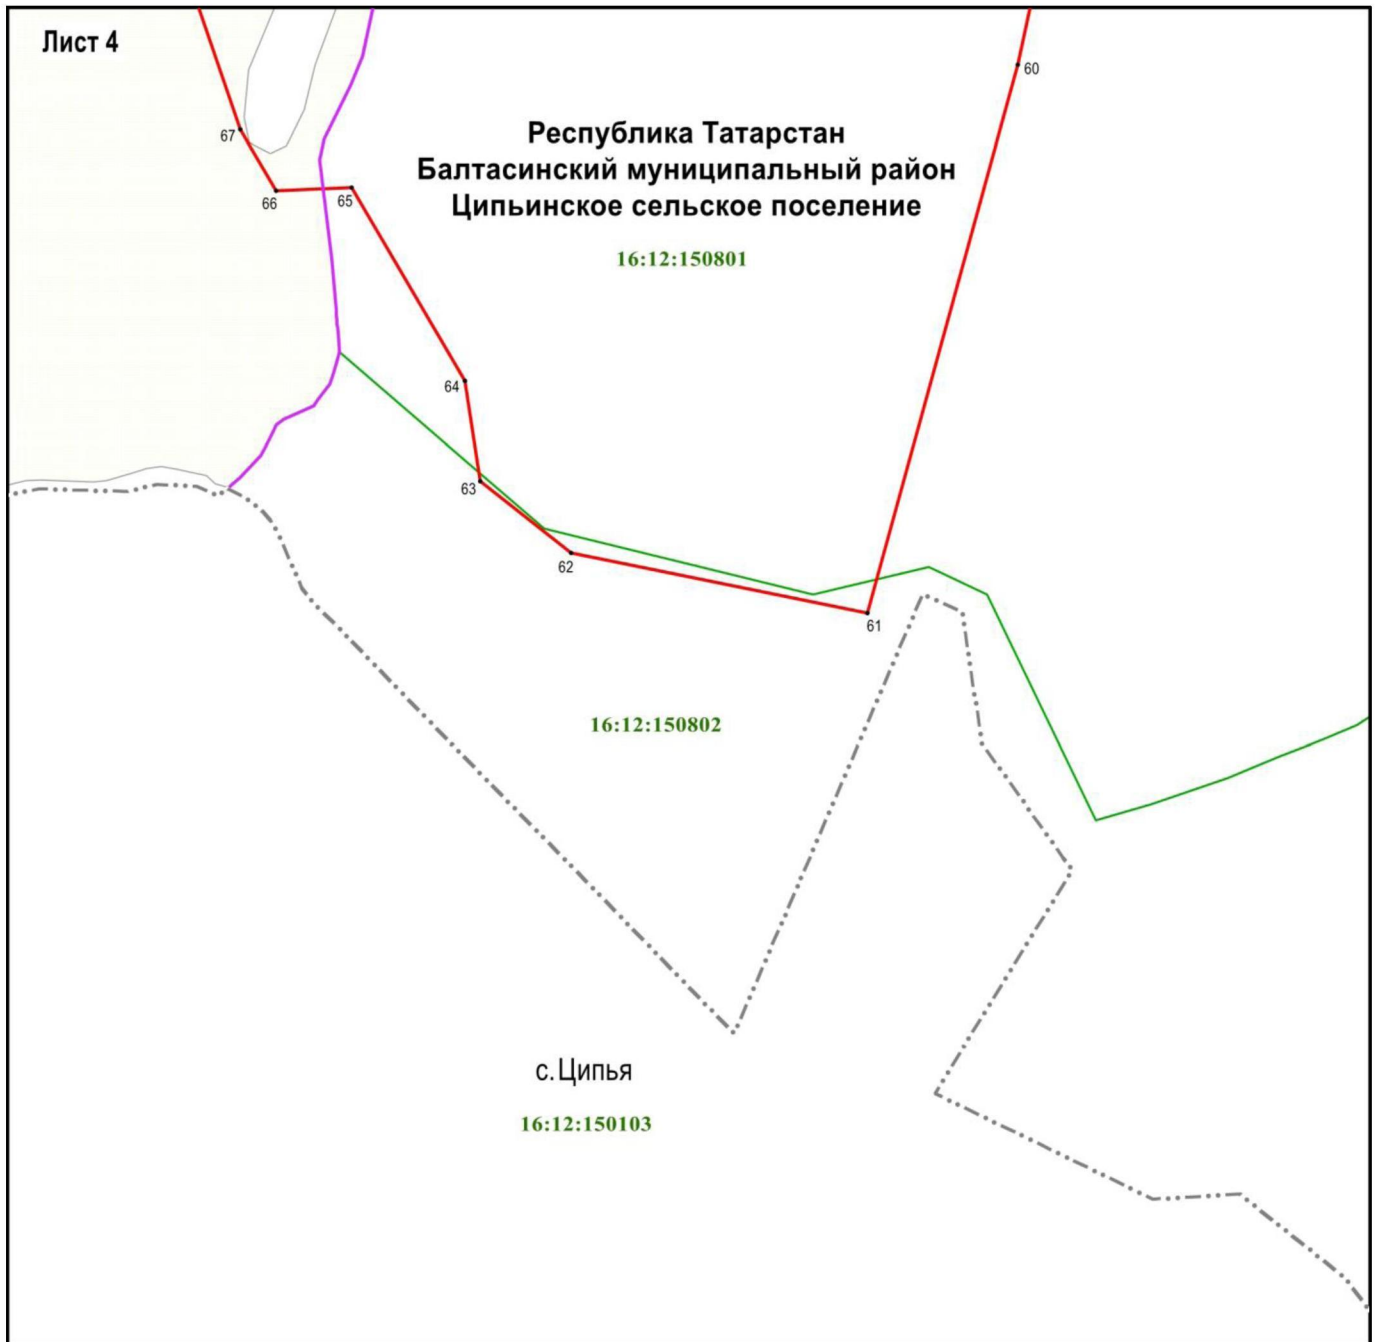 Лист 4
60
67
Республика Татарстан
Балтасинский муниципальный район
66
65
Ципьинское сельское поселение
16:12:150801
64
63
62
61
16:12:150802
с.Ципья
16:12:150103